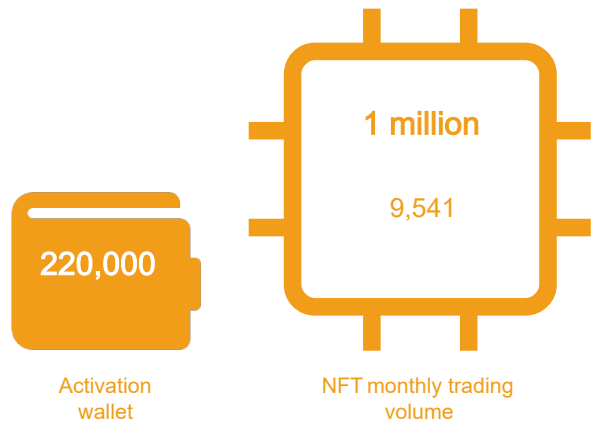 1 million
9,541
220,000
Activation
wallet
NFT monthly trading
volume